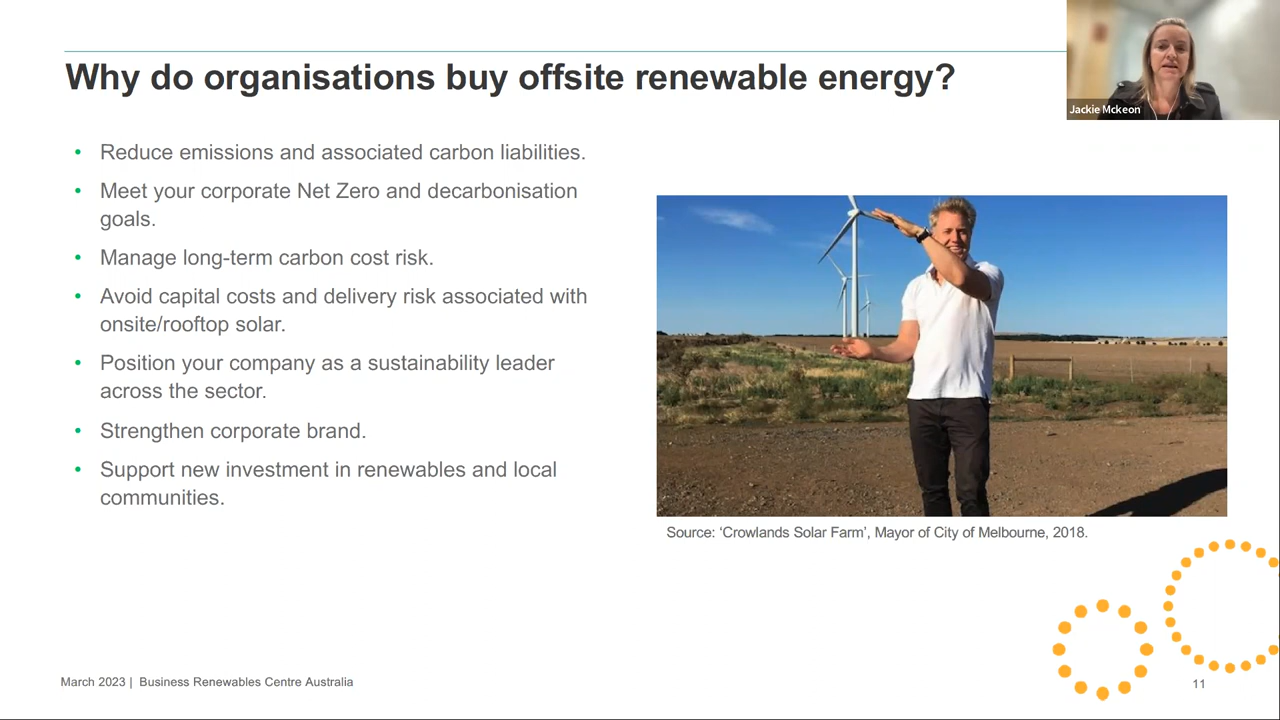 Why do organisations buy offsite renewable energy?
Jackie Mckeon
• Reduce emissions and associated carbon liabilities.
• Meet your corporate Net Zero and decarbonisation
goals.
• Manage long-term carbon cost risk.
• Avoid capital costs and delivery risk associated with
onsite/rooftop solar.
• Position your company as a sustainability leader
across the sector.
• Strengthen corporate brand.
• Support new investment in renewables and local
communities.
Source: ‘Crowlands Solar Farm’, Mayor of City of Melbourne, 2018.
March 2023 | Business Renewables Centre Australia
11